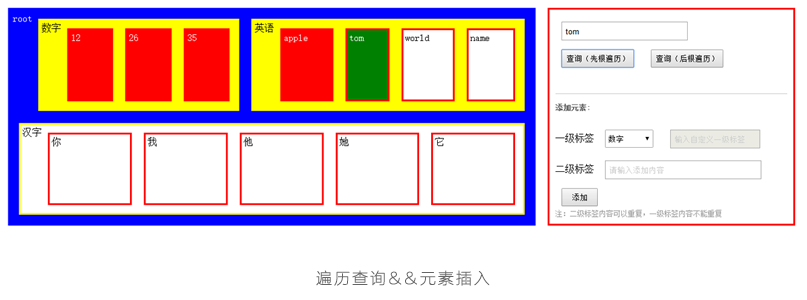 root
数字
12
26
35
英语
apple
tom
world
name
汉字
你
我
他
她
它
tom
查询（先根遍历） 查询（后根遍历）
添加元素：
一级标签 数字 输入自定义一级标签
二级标签 请输入添加内容
添加
注：二级标签内容可以重复，一级标签内容不能重复
遍历查询&&元素插入